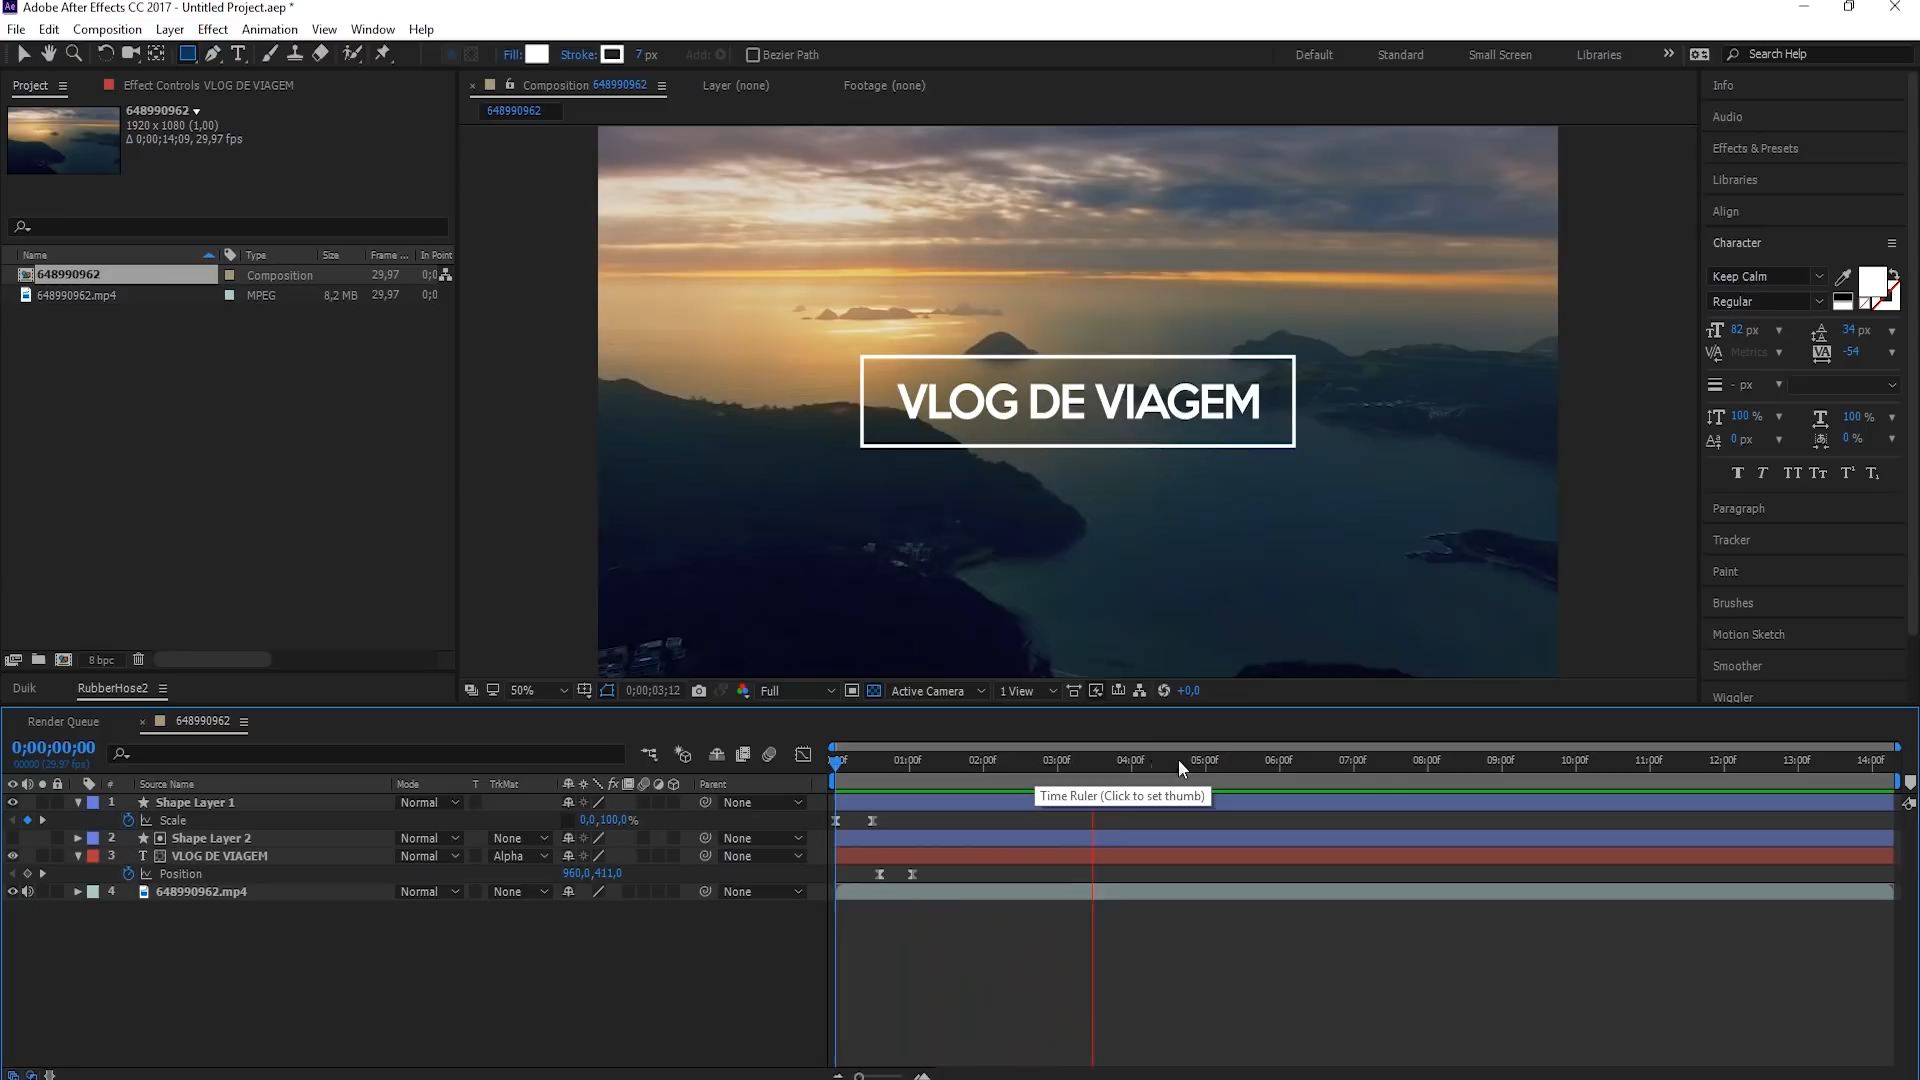 Adobe After Effects CC 2017 - Untitled Project.aep *
File Edit Composition Layer Effect Animation View Window Help
Fill: Stroke: 7 px Add: Bezier Path Default Standard Small Screen Libraries Search Help
Project Effect Controls VLOG DE VIAGEM
648990962
1920 x 1080 (1,00)
Δ 0;00;14;09, 29,97 fps
Name Type Size Frame ... In Point
648990962 Composition 29,97 0;0
648990962.mp4 MPEG 8,2 MB 29,97 0;0
8 bpc
Duik RubberHose2
Composition 648990962 Layer (none) Footage (none)
648990962
VLOG DE VIAGEM
50% 0;00;03;12 Full Active Camera 1 View +0,0
Info
Audio
Effects & Presets
Libraries
Align
Character
Keep Calm
Regular
82 px 34 px
Metrics -54
- px
100 % 100 %
0 px 0 %
T T TT Tт T¹ T₁
Paragraph
Tracker
Paint
Brushes
Motion Sketch
Smoother
Wiggler
Render Queue 648990962
0;00;00;00
00000 (29.97 fps)
01:00f 02:00f 03:00f 04:00f 05:00f 06:00f 07:00f 08:00f 09:00f 10:00f 11:00f 12:00f 13:00f 14:00f
# Source Name Mode T TrkMat Parent
Time Ruler (Click to set thumb)
1 Shape Layer 1 Normal None
Scale 0,0,100,0%
2 Shape Layer 2 Normal None None
3 VLOG DE VIAGEM Normal Alpha None
Position 960,0,411,0
4 648990962.mp4 Normal None None